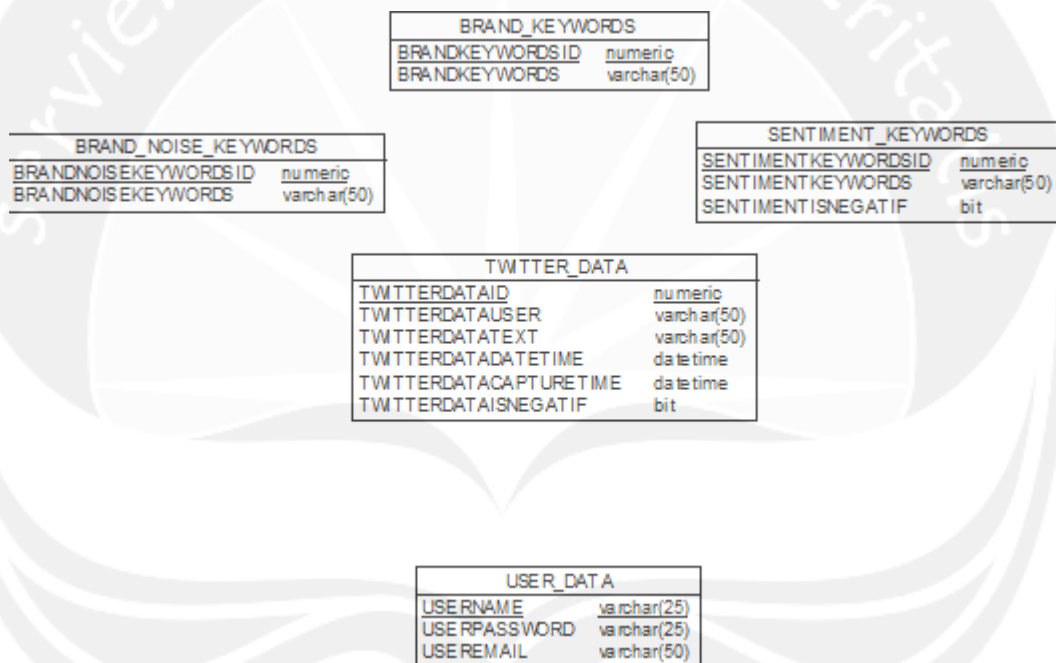 BRAND_KEYWORDS
BRANDKEYWORDSID numeric
BRANDKEYWORDS varchar(50)
BRAND_NOISE_KEYWORDS
BRANDNOISEKEYWORDSID numeric
BRANDNOISEKEYWORDS varchar(50)
SENTIMENT_KEYWORDS
SENTIMENTKEYWORDSID numeric
SENTIMENTKEYWORDS varchar(50)
SENTIMENTISNEGATIF bit
TWITTER_DATA
TWITTERDATAID numeric
TWITTERDATAUSER varchar(50)
TWITTERDATATEXT varchar(50)
TWITTERDATADATETIME datetime
TWITTERDATACAPTURETIME datetime
TWITTERDATAISNEGATIF bit
USER_DATA
USERNAME varchar(25)
USERPASSWORD varchar(25)
USEREMAIL varchar(50)